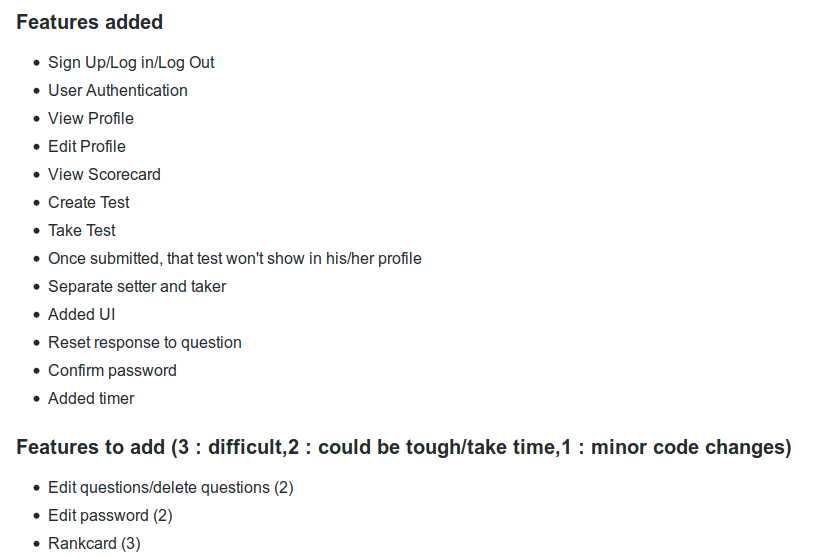 Features added
Sign Up/Log in/Log Out
User Authentication
View Profile
Edit Profile
View Scorecard
Create Test
Take Test
Once submitted, that test won't show in his/her profile
Separate setter and taker
Added UI
Reset response to question
Confirm password
Added timer
Features to add (3 : difficult,2 : could be tough/take time,1 : minor code changes)
Edit questions/delete questions (2)
Edit password (2)
Rankcard (3)